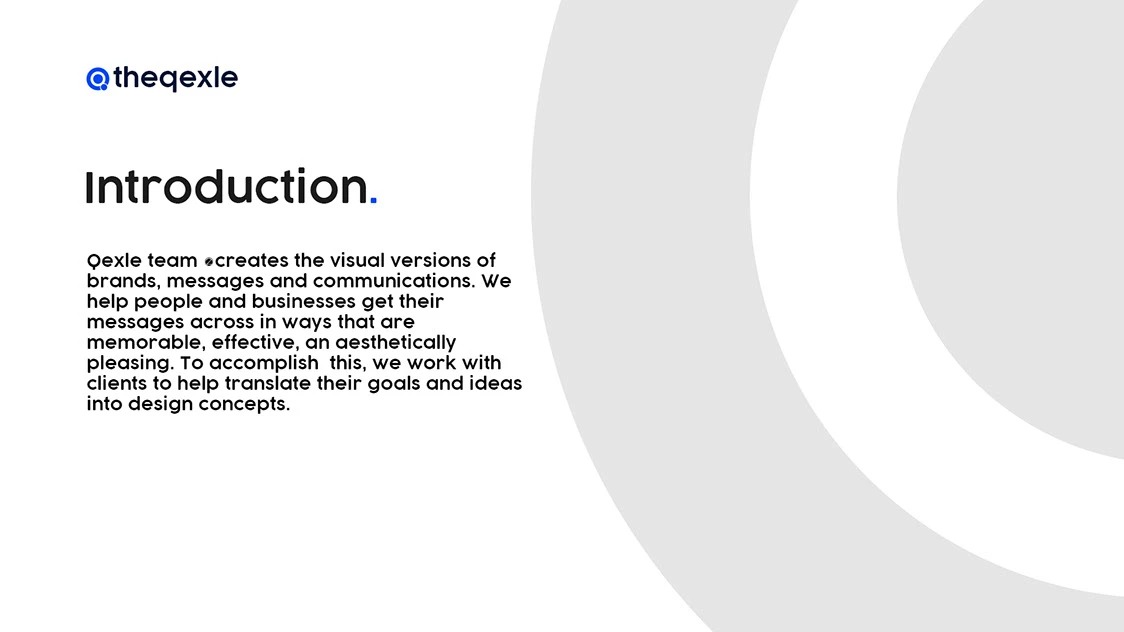 theqexle
Introduction.
Qexle team creates the visual versions of
brands, messages and communications. We
help people and businesses get their
messages across in ways that are
memorable, effective, an aesthetically
pleasing. To accomplish  this, we work with
clients to help translate their goals and ideas
into design concepts.